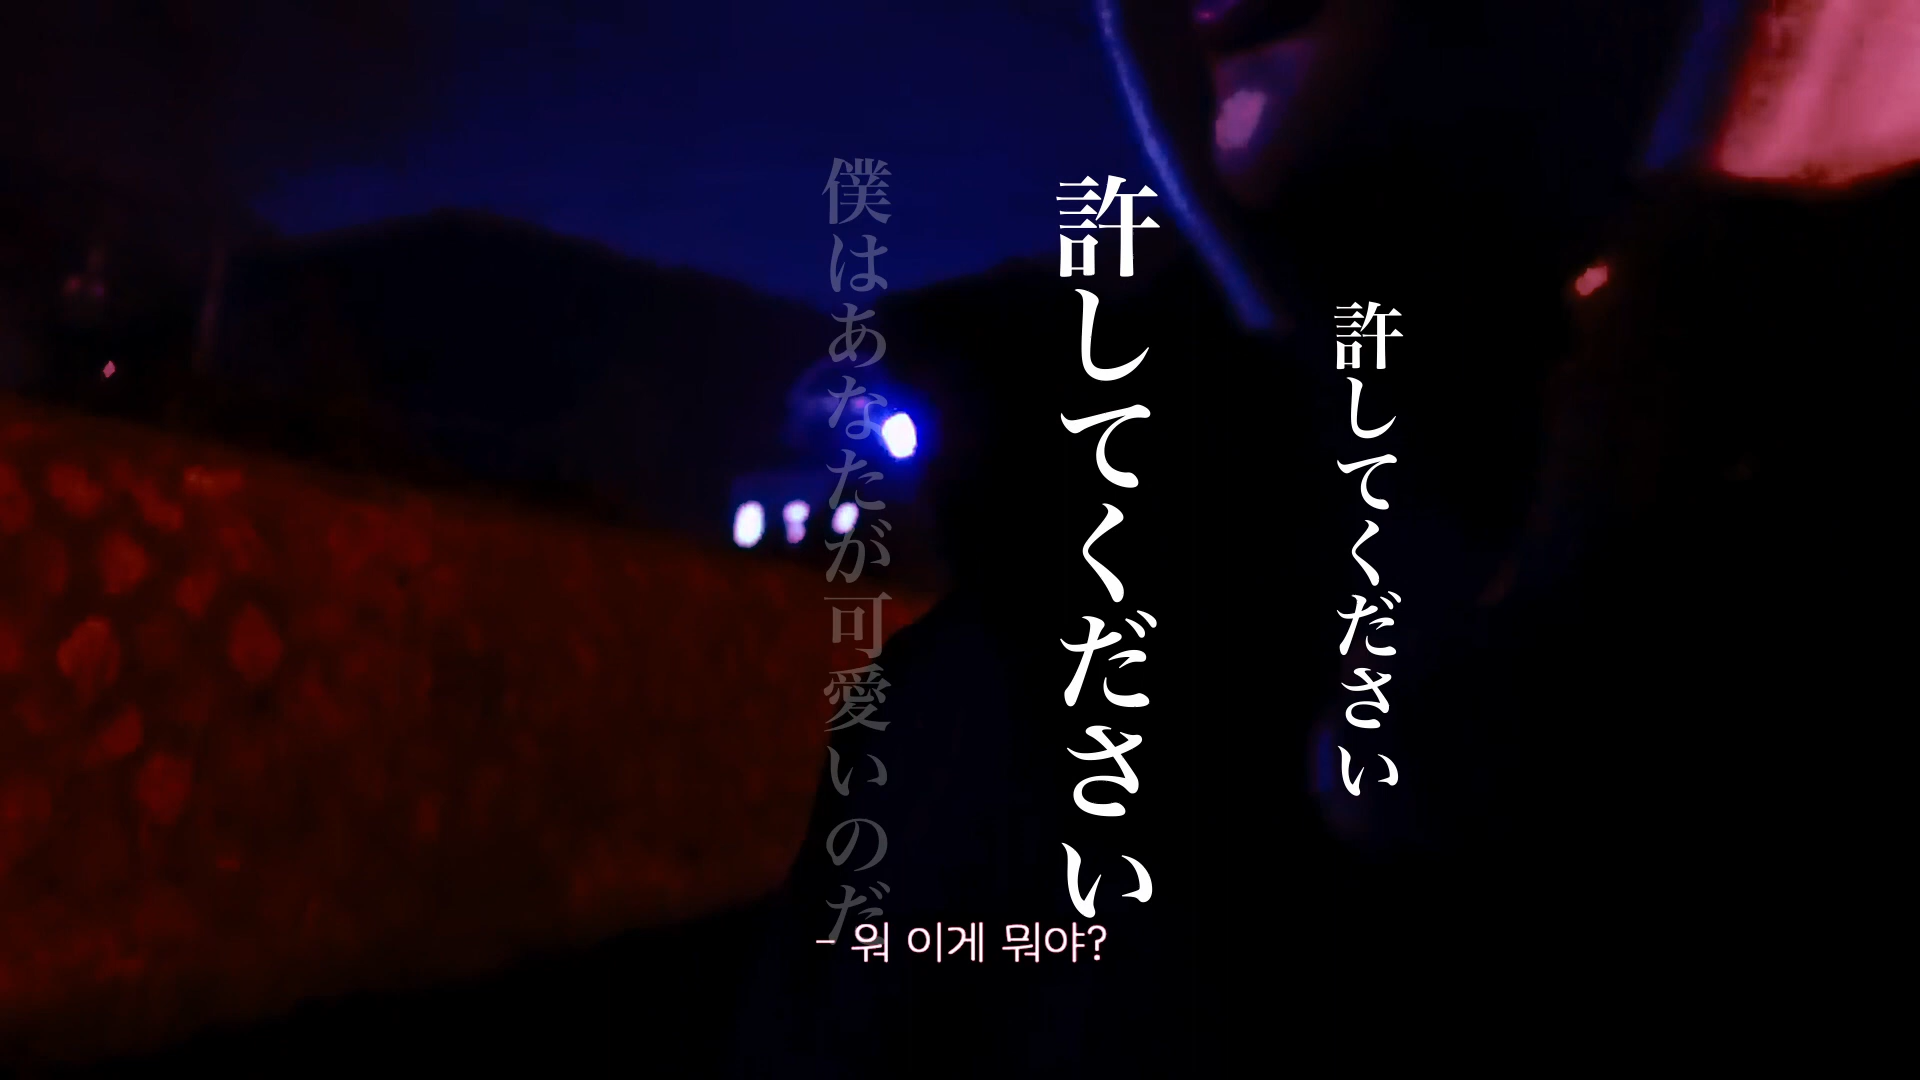 許してください
許してください
僕はあなたが可愛いのだ
- 워 이게 뭐야?